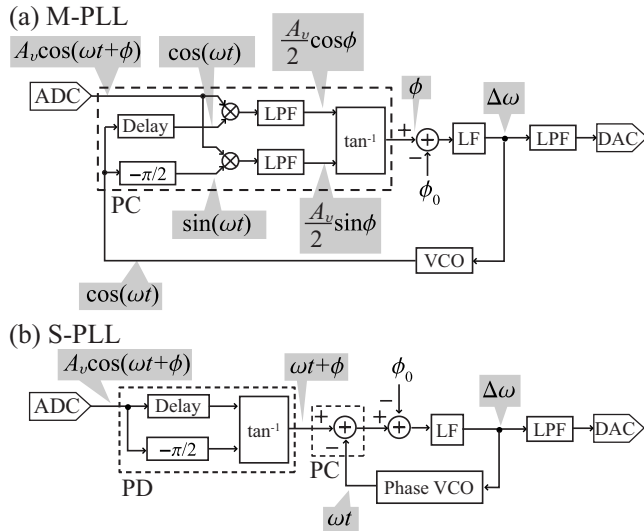 (a) M-PLL
A_v cos(ωt+ϕ)
cos(ωt)
A_v/2 cosϕ
ϕ
Δω
ADC
Delay
LPF
tan⁻¹
+
LF
LPF
DAC
−
ϕ₀
−π/2
LPF
PC
sin(ωt)
A_v/2 sinϕ
VCO
cos(ωt)
(b) S-PLL
A_v cos(ωt+ϕ)
ωt+ϕ
ϕ₀
−
Δω
ADC
Delay
tan⁻¹
+
+
LF
LPF
DAC
−
−π/2
PC
PD
Phase VCO
ωt